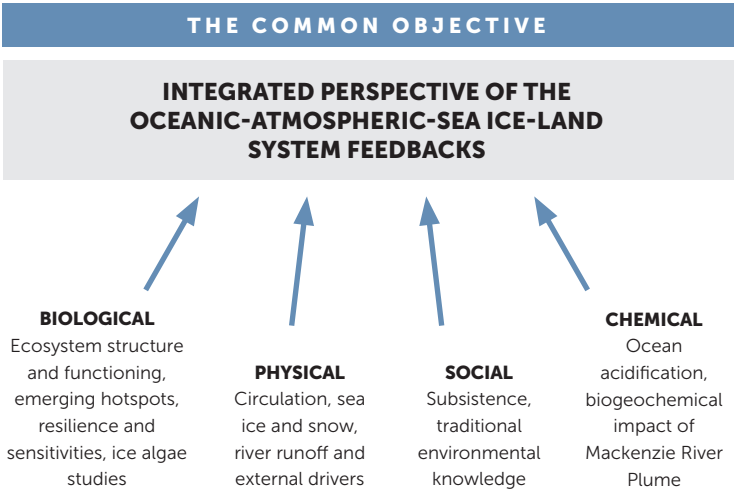 THE COMMON OBJECTIVE
INTEGRATED PERSPECTIVE OF THE
OCEANIC-ATMOSPHERIC-SEA ICE-LAND
SYSTEM FEEDBACKS
BIOLOGICAL
Ecosystem structure
and functioning,
emerging hotspots,
resilience and
sensitivities, ice algae
studies
PHYSICAL
Circulation, sea
ice and snow,
river runoff and
external drivers
SOCIAL
Subsistence,
traditional
environmental
knowledge
CHEMICAL
Ocean
acidification,
biogeochemical
impact of
Mackenzie River
Plume